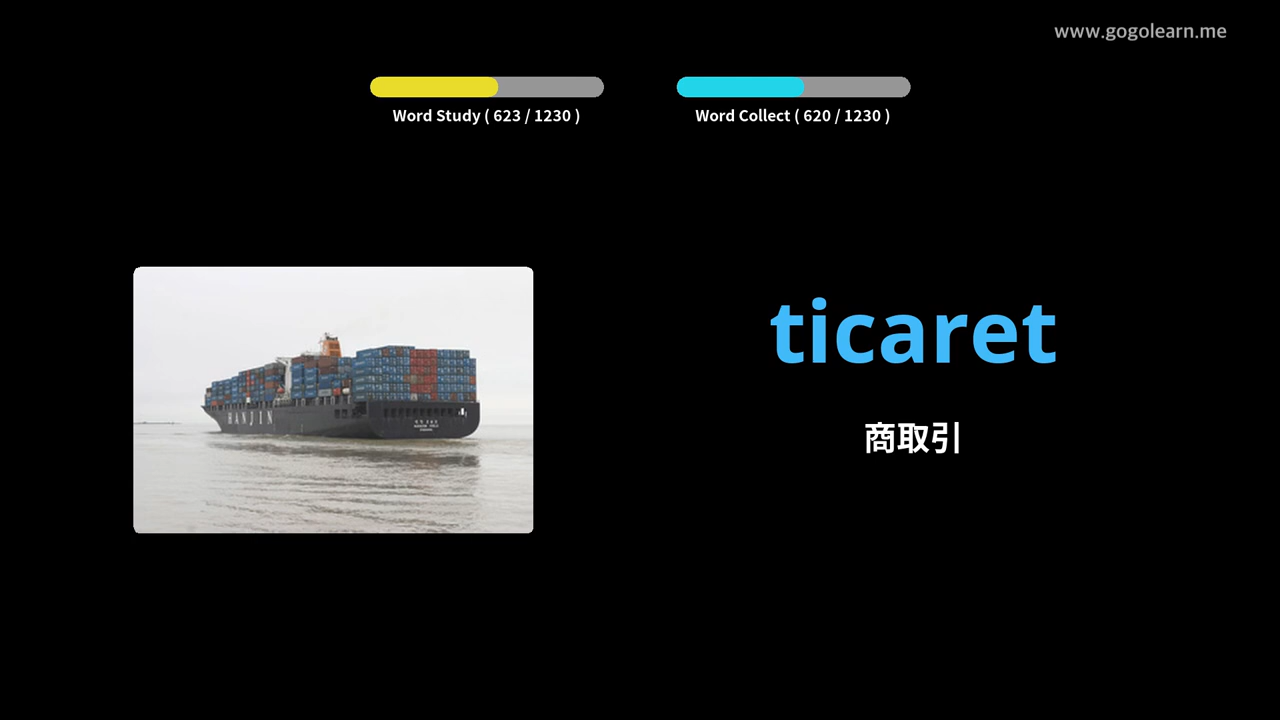 www.gogolearn.me
Word Study ( 623 / 1230 )
Word Collect ( 620 / 1230 )
ticaret
商取引
HANJIN